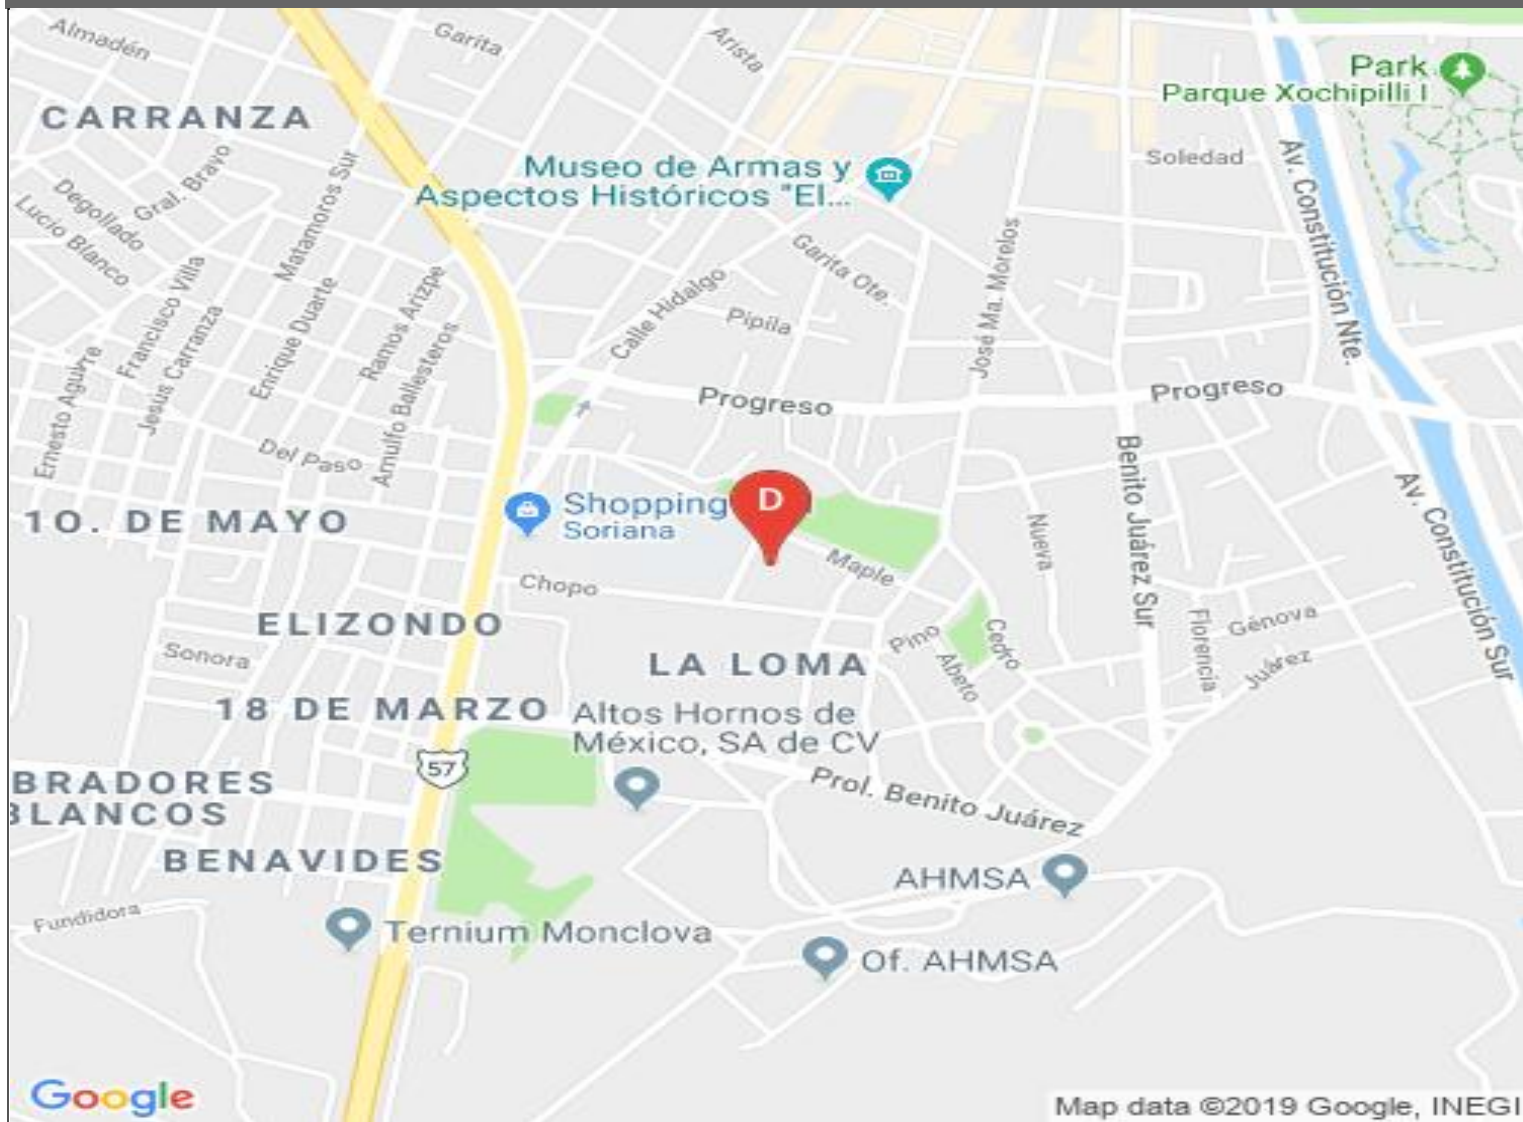 Almadén
Garita
Arista
Park
Parque Xochipilli I
CARRANZA
Soledad
Av. Constitución Nte.
Museo de Armas y
Aspectos Históricos "El...
Gral. Bravo
Degollado
Lucio Blanco
Matamoros Sur
Francisco Villa
Jesus Carranza
Enrique Duarte
Ramos Arizpe
Arnulfo Ballesteros
Ernesto Aguirre
Calle Hidalgo
Garita Ote.
Pipila
José Ma. Morelos
Progreso
Progreso
Del Paso
Benito Juárez Sur
Av. Constitución Sur
D
Shopping
Soriana
1O. DE MAYO
Nueva
Maple
Chopo
ELIZONDO
Sonora
LA LOMA
Pino
Abeto
Cedro
Florencia
Génova
Juárez
18 DE MARZO
Altos Hornos de
México, SA de CV
57
BRADORES
BLANCOS
Prol. Benito Juárez
BENAVIDES
AHMSA
Fundidora
Ternium Monclova
Of. AHMSA
Google
Map data ©2019 Google, INEGI